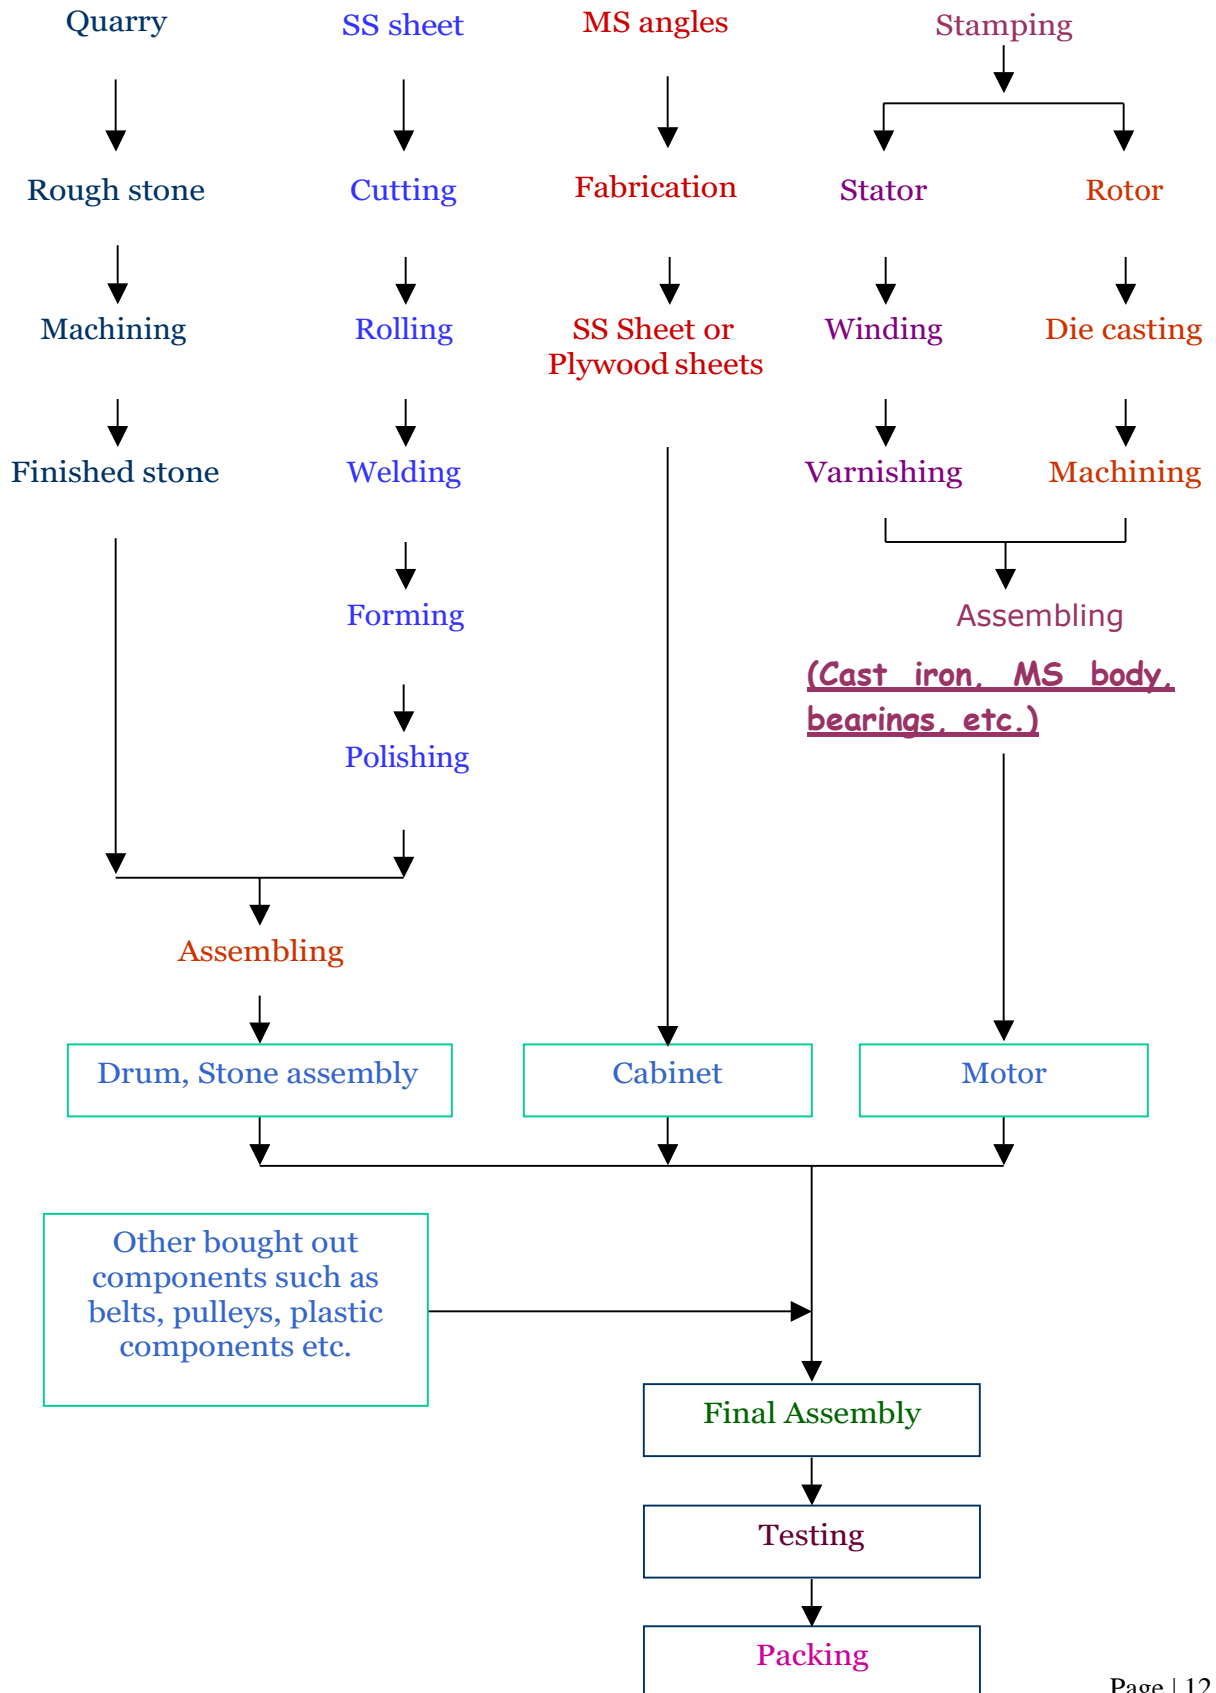 Quarry
SS sheet
MS angles
Stamping
Rough stone
Cutting
Fabrication
Stator
Rotor
Machining
Rolling
SS Sheet or
Plywood sheets
Winding
Die casting
Finished stone
Welding
Varnishing
Machining
Forming
Assembling
(Cast iron, MS body,
bearings, etc.)
Polishing
Assembling
Drum, Stone assembly
Cabinet
Motor
Other bought out
components such as
belts, pulleys, plastic
components etc.
Final Assembly
Testing
Packing
Page | 12